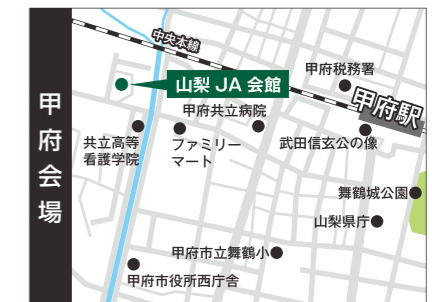 甲府会場
中央本線
山梨 JA 会館
甲府税務署
甲府駅
甲府共立病院
共立高等
看護学院
ファミリー
マート
武田信玄公の像
舞鶴城公園
山梨県庁
甲府市立舞鶴小
甲府市役所西庁舎